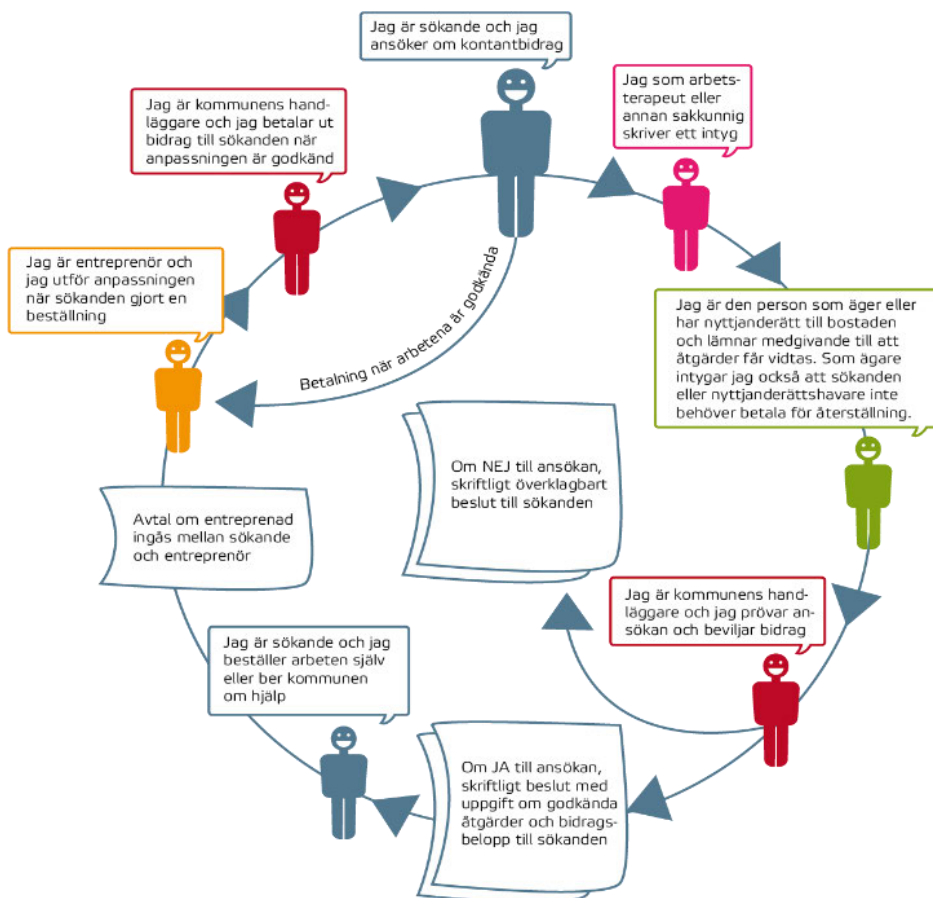 Jag är sökande och jag
ansöker om kontantbidrag
Jag som arbets-
terapeut eller
annan sakkunnig
skriver ett intyg
Jag är den person som äger eller
har nyttjanderätt till bostaden
och lämnar medgivande till att
åtgärder får vidtas. Som ägare
intygar jag också att sökanden
eller nyttjanderättshavare inte
behöver betala för återställning.
Jag är kommunens hand-
läggare och jag prövar an-
sökan och beviljar bidrag
Om NEJ till ansökan,
skriftligt överklagbart
beslut till sökanden
Om JA till ansökan,
skriftligt beslut med
uppgift om godkända
åtgärder och bidrags-
belopp till sökanden
Jag är sökande och jag
beställer arbeten själv
eller ber kommunen
om hjälp
Avtal om entreprenad
ingås mellan sökande
och entreprenör
Jag är entreprenör och
jag utför anpassningen
när sökanden gjort en
beställning
Jag är kommunens hand-
läggare och jag betalar ut
bidrag till sökanden när
anpassningen är godkänd
Betalning när arbetena är godkända